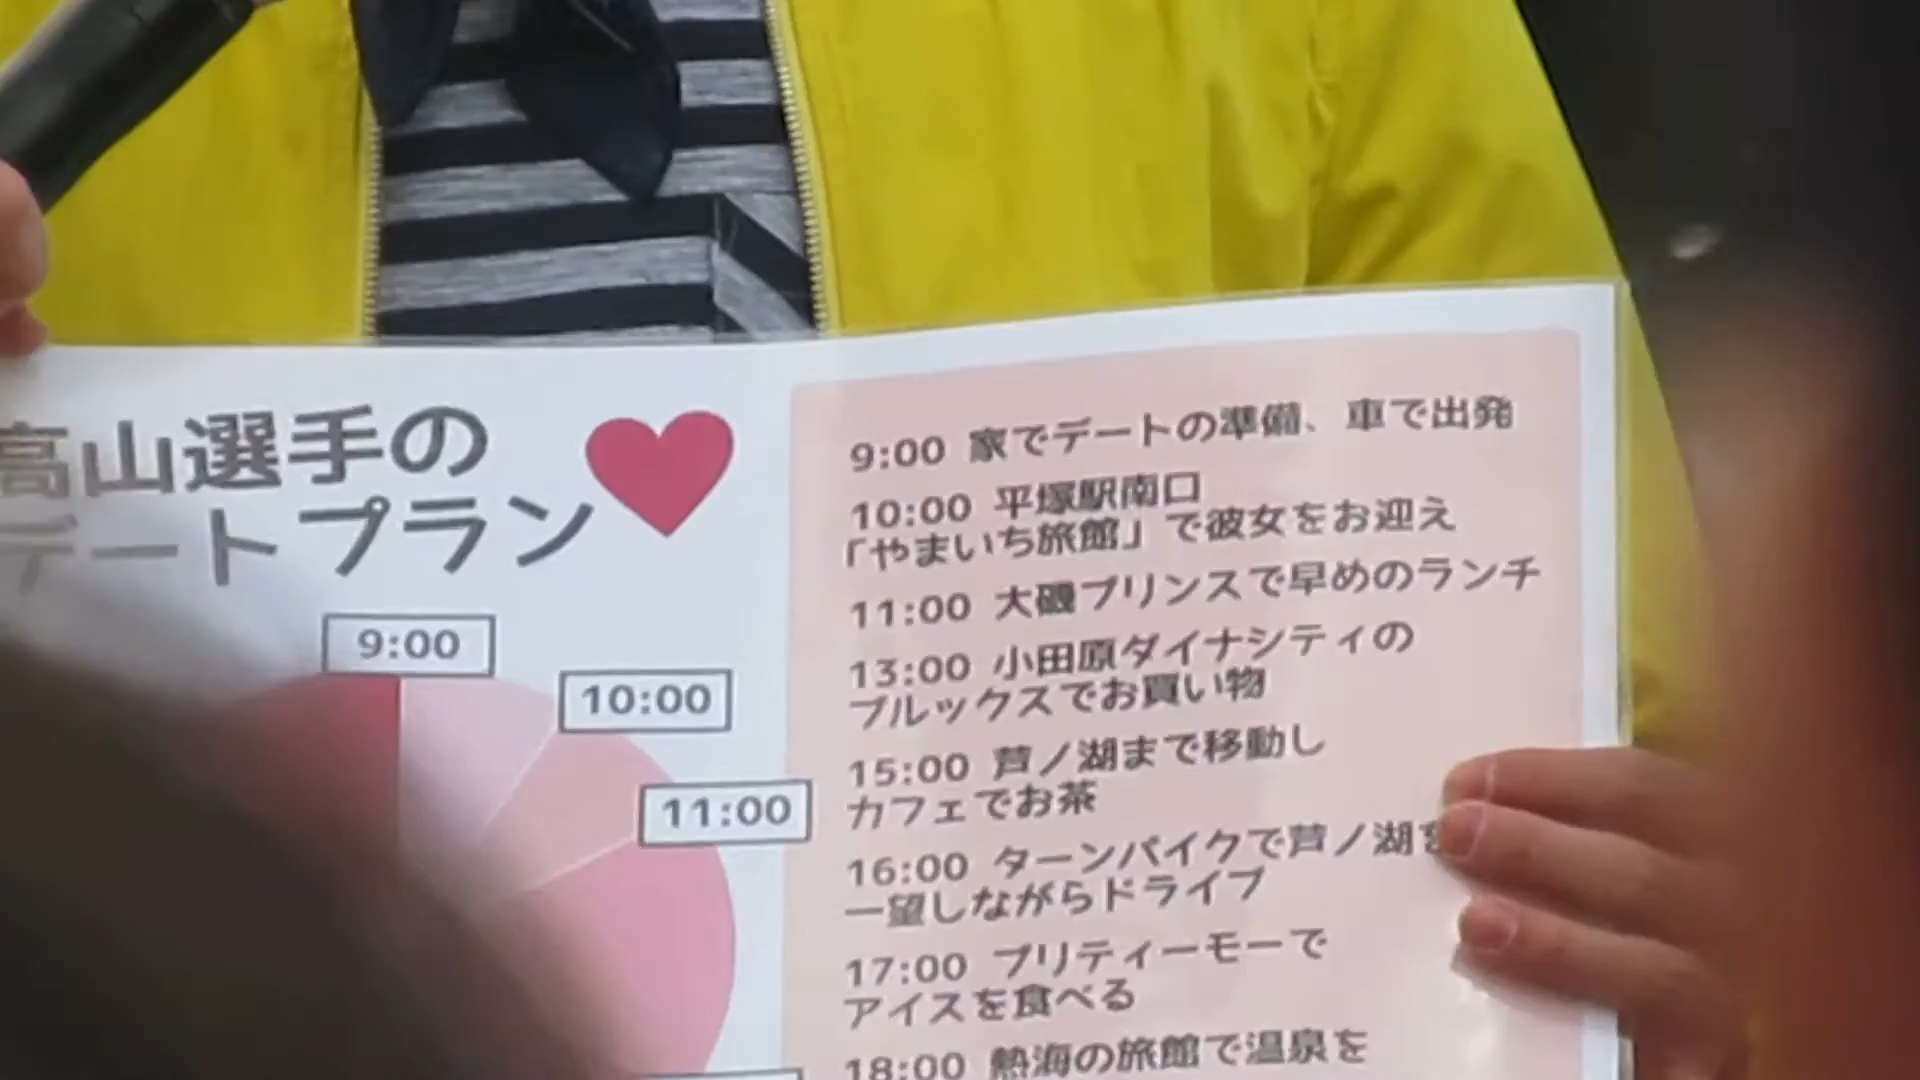 高山選手の
デートプラン
9:00
10:00
11:00
9:00 家でデートの準備、車で出発
10:00 平塚駅南口
「やまいち旅館」で彼女をお迎え
11:00 大磯プリンスで早めのランチ
13:00 小田原ダイナシティの
ブルックスでお買い物
15:00 芦ノ湖まで移動し
カフェでお茶
16:00 ターンパイクで芦ノ湖を
一望しながらドライブ
17:00 プリティーモーで
アイスを食べる
18:00 熱海の旅館で温泉を